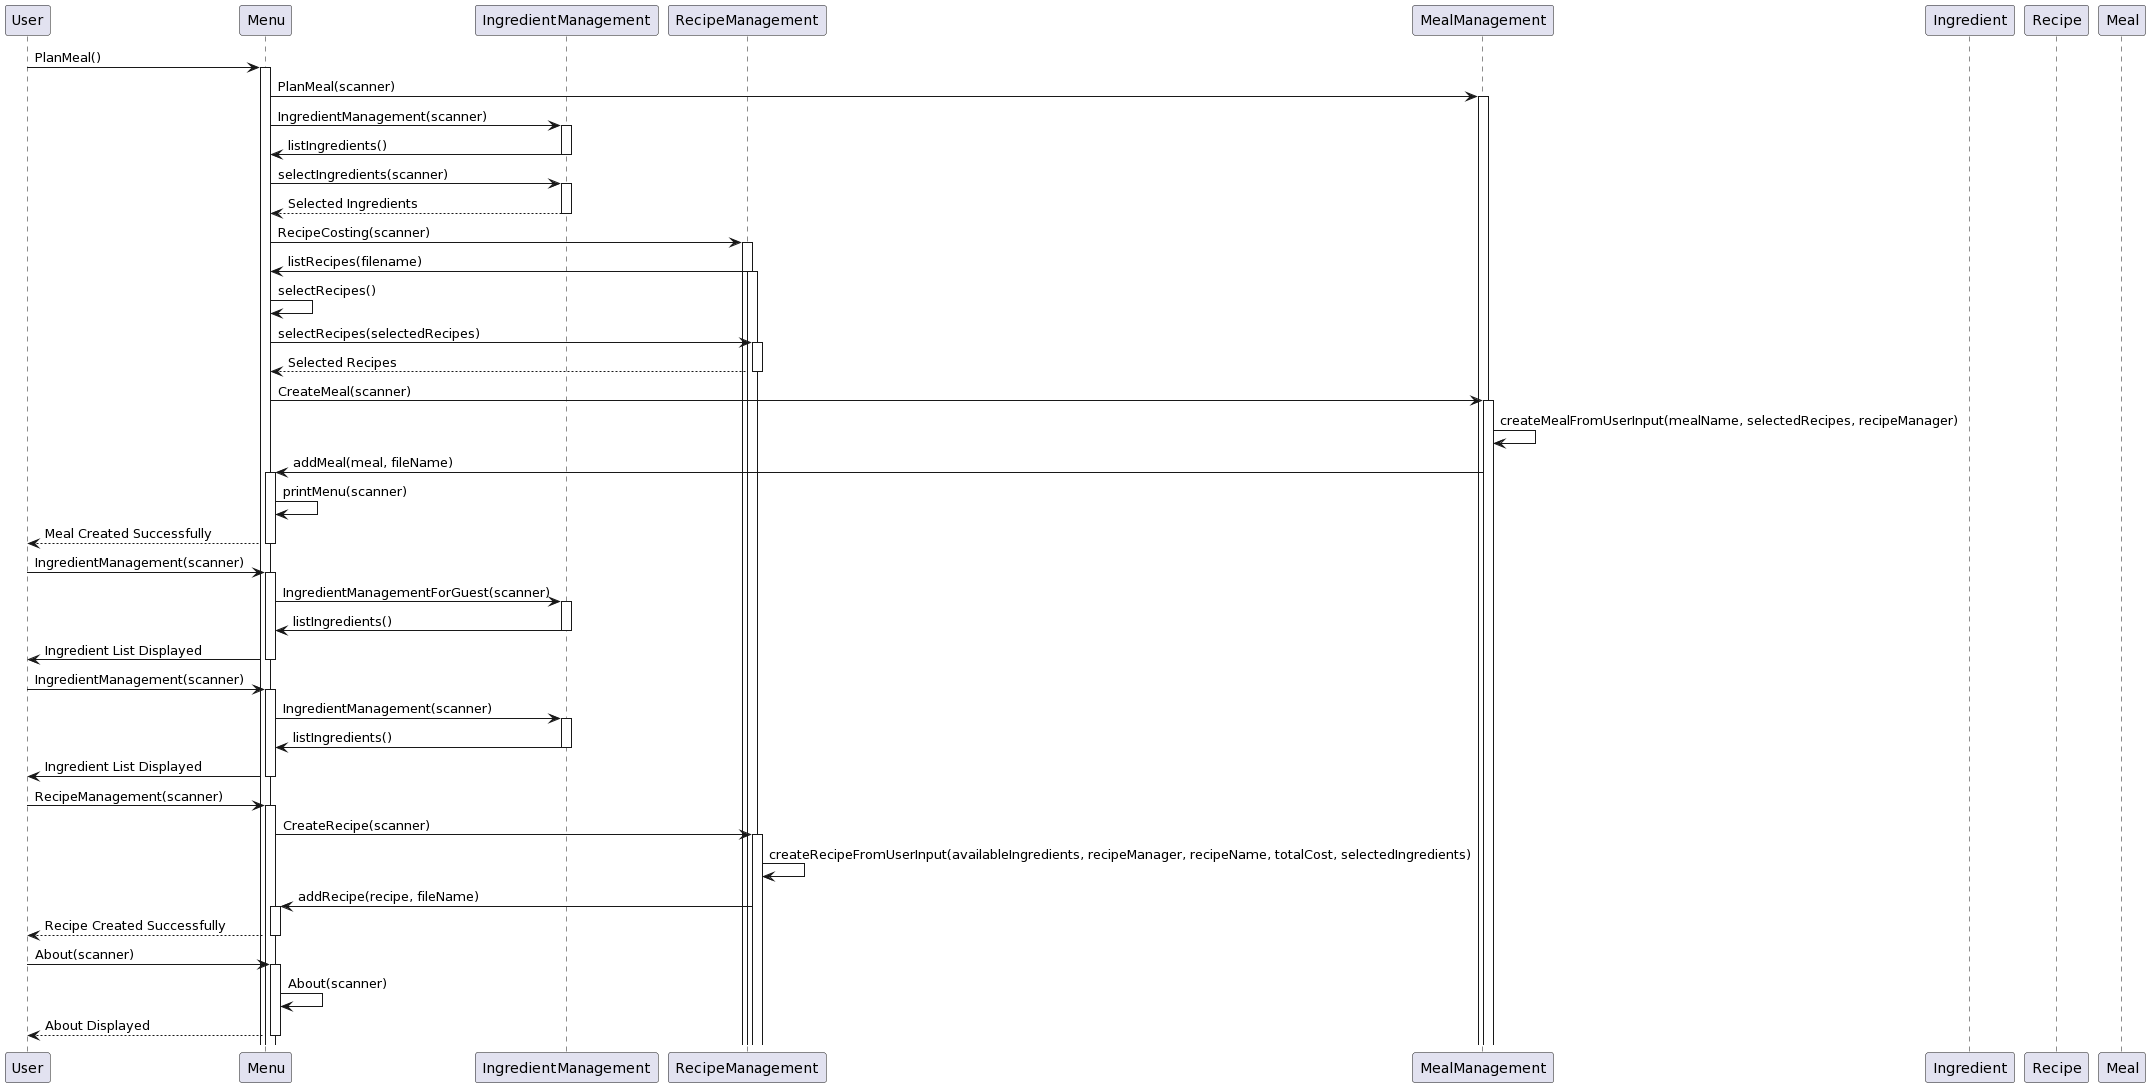 User
Menu
IngredientManagement
RecipeManagement
MealManagement
Ingredient
Recipe
Meal
PlanMeal()
PlanMeal(scanner)
IngredientManagement(scanner)
listIngredients()
selectIngredients(scanner)
Selected Ingredients
RecipeCosting(scanner)
listRecipes(filename)
selectRecipes()
selectRecipes(selectedRecipes)
Selected Recipes
CreateMeal(scanner)
createMealFromUserInput(mealName, selectedRecipes, recipeManager)
addMeal(meal, fileName)
printMenu(scanner)
Meal Created Successfully
IngredientManagement(scanner)
IngredientManagementForGuest(scanner)
listIngredients()
Ingredient List Displayed
IngredientManagement(scanner)
IngredientManagement(scanner)
listIngredients()
Ingredient List Displayed
RecipeManagement(scanner)
CreateRecipe(scanner)
createRecipeFromUserInput(availableIngredients, recipeManager, recipeName, totalCost, selectedIngredients)
addRecipe(recipe, fileName)
Recipe Created Successfully
About(scanner)
About(scanner)
About Displayed
User
Menu
IngredientManagement
RecipeManagement
MealManagement
Ingredient
Recipe
Meal